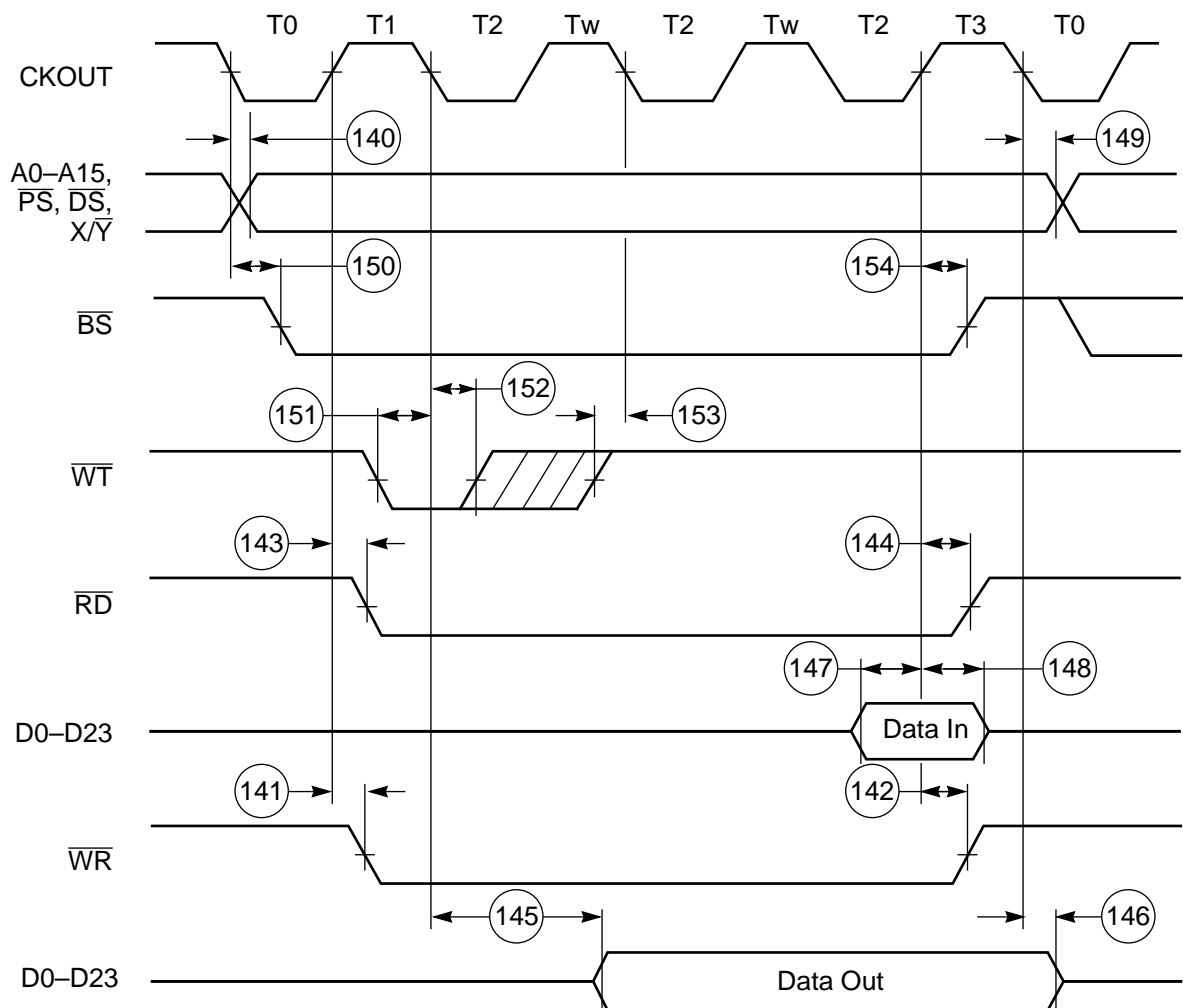 T0 T1 T2 Tw T2 Tw T2 T3 T0
CKOUT
140
149
A0–A15,
PS, DS,
X/Y
150
154
BS
152
151
153
WT
143
144
RD
147
148
D0–D23
Data In
141
142
WR
145
146
D0–D23
Data Out